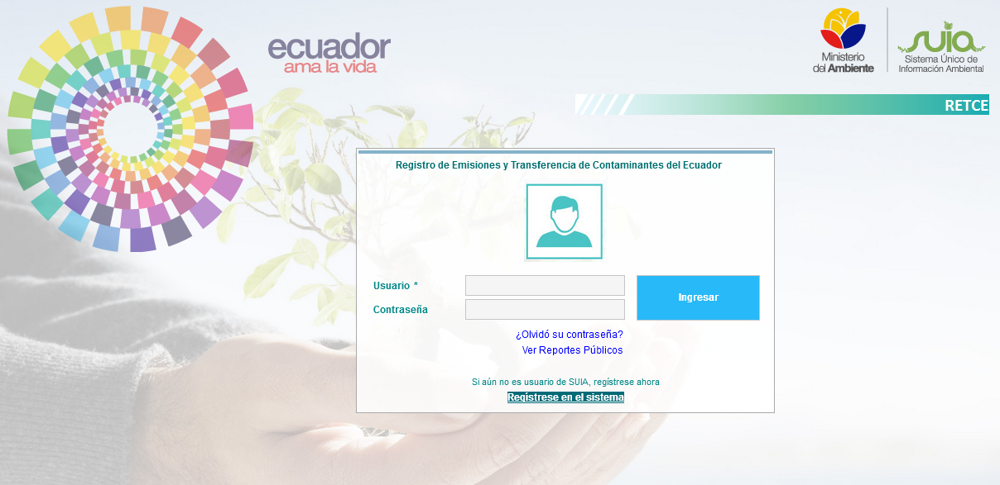 ecuador
ama la vida
Ministerio
del Ambiente
suia
Sistema Único de
Información Ambiental
RETCE
Registro de Emisiones y Transferencia de Contaminantes del Ecuador
Usuario *
Contraseña
Ingresar
¿Olvidó su contraseña?
Ver Reportes Públicos
Si aún no es usuario de SUIA, regístrese ahora
Regístrese en el sistema